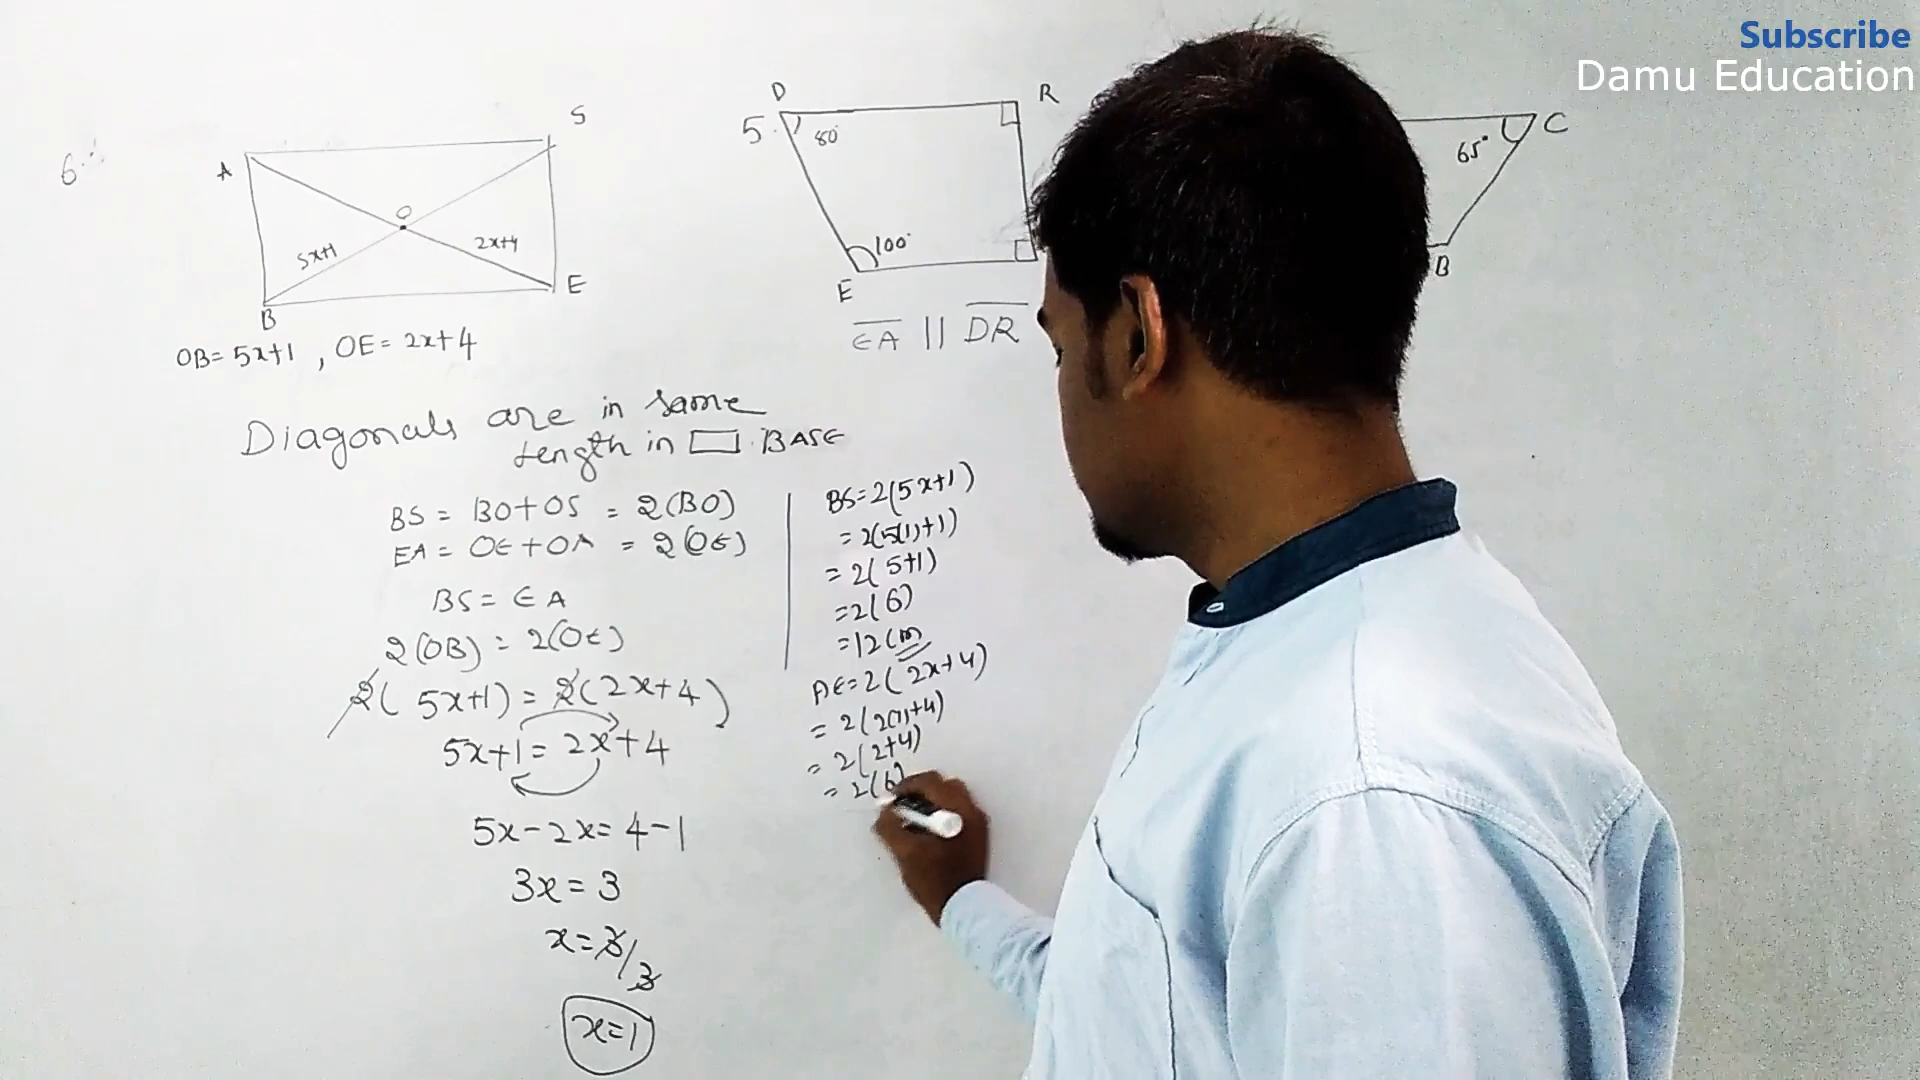 Subscribe
Damu Education
6.
A
S
O
5x+1
2x+4
B
E
OB = 5x+1 , OE = 2x+4
D
R
5.
80°
100°
E
EA || DR
65°
C
B
Diagonals are in same
length in ▭ BASE
BS = BO+OS = 2(BO)
EA = OE+OA = 2(OE)
BS = EA
2(OB) = 2(OE)
2(5x+1) = 2(2x+4)
5x+1 = 2x+4
5x-2x = 4-1
3x = 3
x = 3/3
x=1
BS=2(5x+1)
= 2(5(1)+1)
= 2(5+1)
=2(6)
=12cm
AE=2(2x+4)
= 2(2(1)+4)
= 2(2+4)
= 2(6)